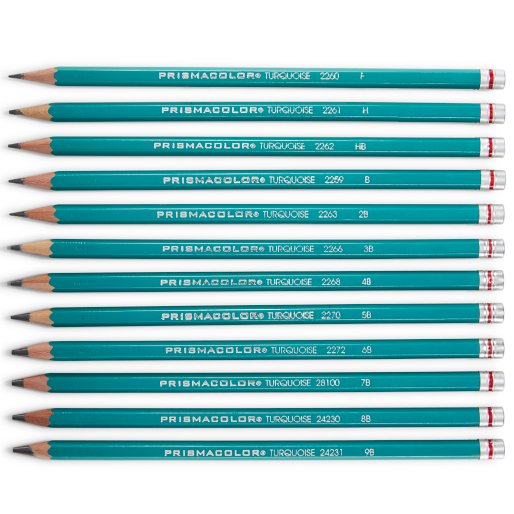 PRISMACOLOR® TURQUOISE 2260 F
PRISMACOLOR® TURQUOISE 2261 H
PRISMACOLOR® TURQUOISE 2262 HB
PRISMACOLOR® TURQUOISE 2259 B
PRISMACOLOR® TURQUOISE 2263 2B
PRISMACOLOR® TURQUOISE 2266 3B
PRISMACOLOR® TURQUOISE 2268 4B
PRISMACOLOR® TURQUOISE 2270 5B
PRISMACOLOR® TURQUOISE 2272 6B
PRISMACOLOR® TURQUOISE 28100 7B
PRISMACOLOR® TURQUOISE 24230 8B
PRISMACOLOR® TURQUOISE 24231 9B